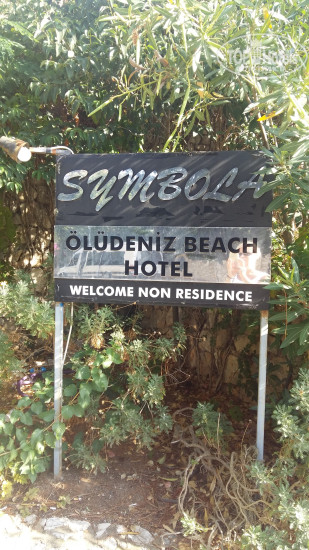 SYMBOLA
ÖLÜDENİZ BEACH
HOTEL
WELCOME NON RESIDENCE